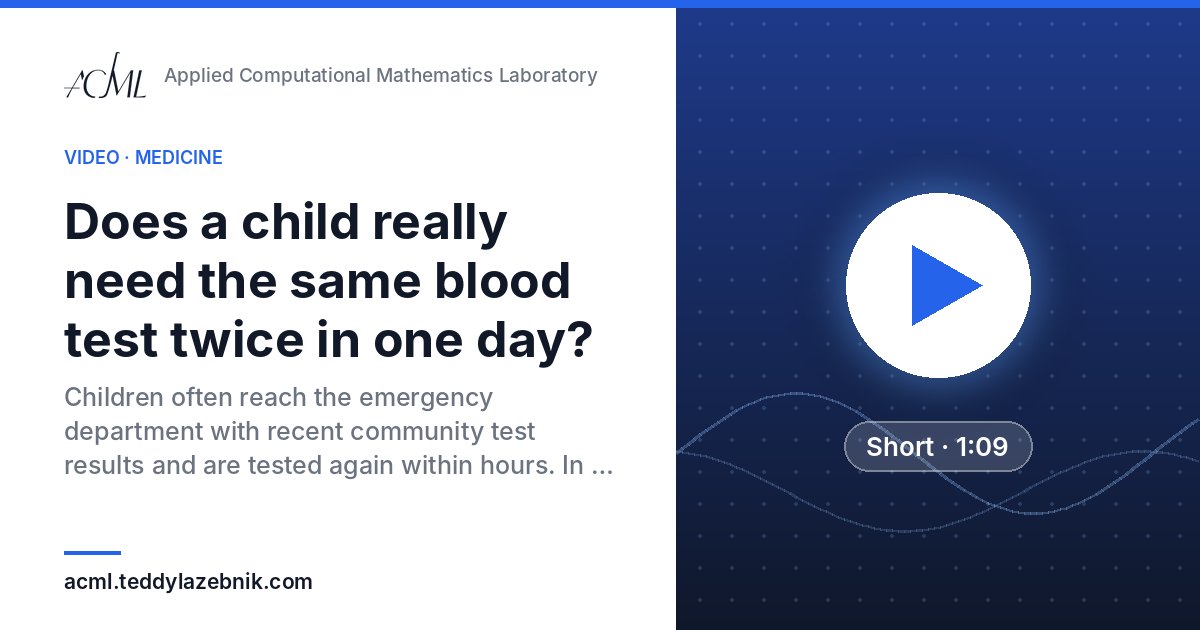 ACML
Applied Computational Mathematics Laboratory
VIDEO · MEDICINE
Does a child really
need the same blood
test twice in one day?
Children often reach the emergency
department with recent community test
results and are tested again within hours. In ...
Short · 1:09
acml.teddylazebnik.com